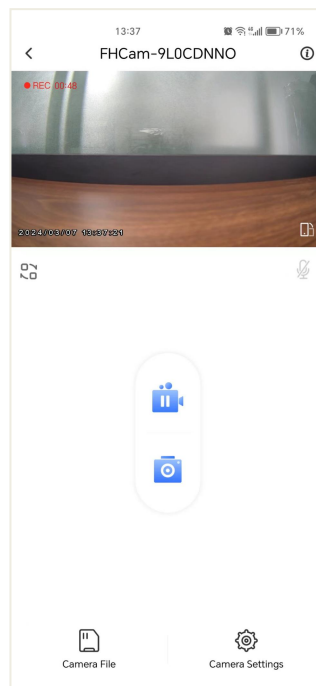 13:37
71%
FHCam-9L0CDNNO
REC 00:48
2024/03/07 13:37:21
Camera File
Camera Settings